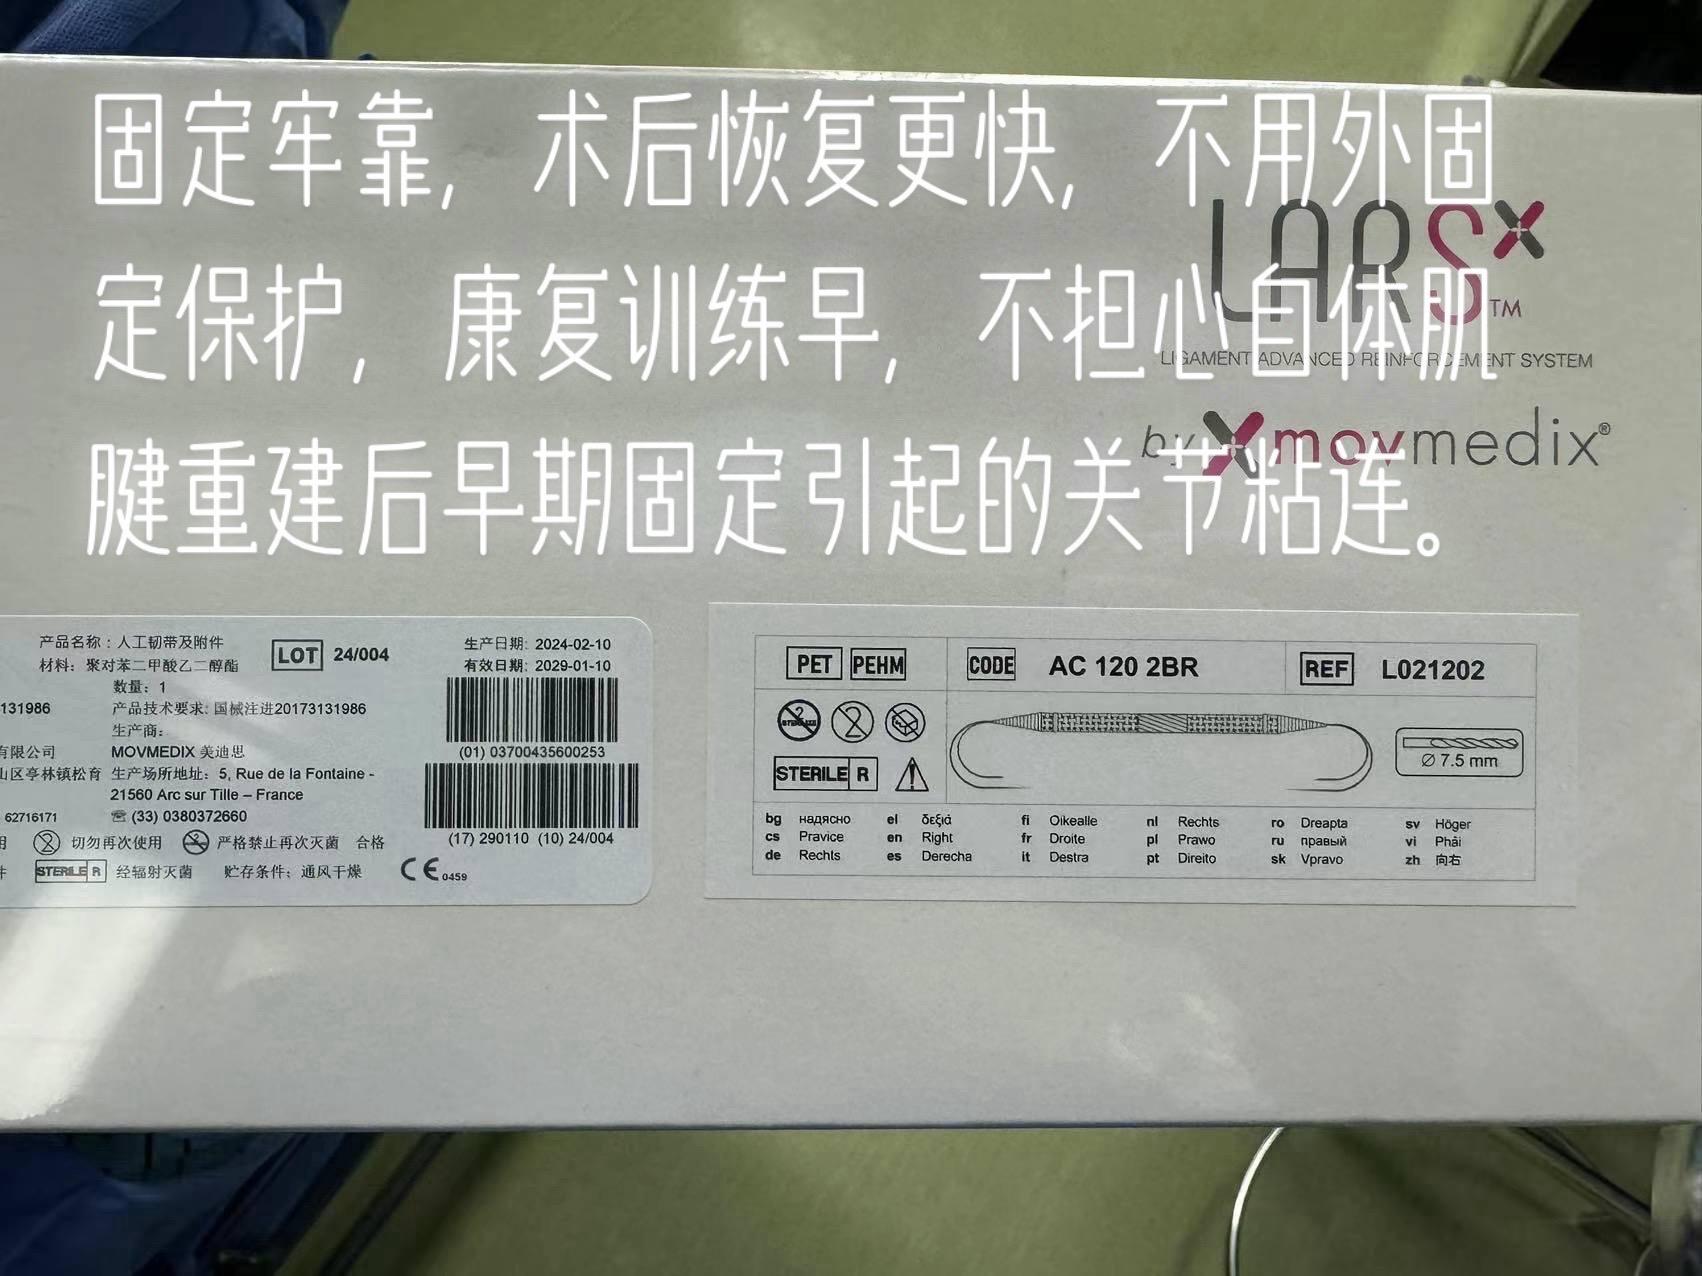 固定牢靠，术后恢复更快，不用外固
定保护，康复训练早，不担心自体肌
腱重建后早期固定引起的关节粘连。
LARS
TM
LIGAMENT ADVANCED REINFORCEMENT SYSTEM
by movmedix®
产品名称：人工韧带及附件
材料：聚对苯二甲酸乙二醇酯
LOT 24/004
生产日期: 2024-02-10
有效日期: 2029-01-10
数量：1
131986 产品技术要求: 国械注进20173131986
生产商：
有限公司 MOVMEDIX 美迪思
(01) 03700435600253
山区亭林镇松育 生产场所地址：5, Rue de la Fontaine -
21560 Arc sur Tille – France
62716171 ☏ (33) 0380372660
(17) 290110 (10) 24/004
用 切勿再次使用 严格禁止再次灭菌 合格
件 STERILE R 经辐射灭菌 贮存条件：通风干燥 CE 0459
PET PEHM CODE AC 120 2BR REF L021202
STERILE R
Ø 7.5 mm
bg надясно el δεξιά fi Oikealle nl Rechts ro Dreapta sv Höger
cs Pravice en Right fr Droite pl Prawo ru правый vi Phải
de Rechts es Derecha it Destra pt Direito sk Vpravo zh 向右